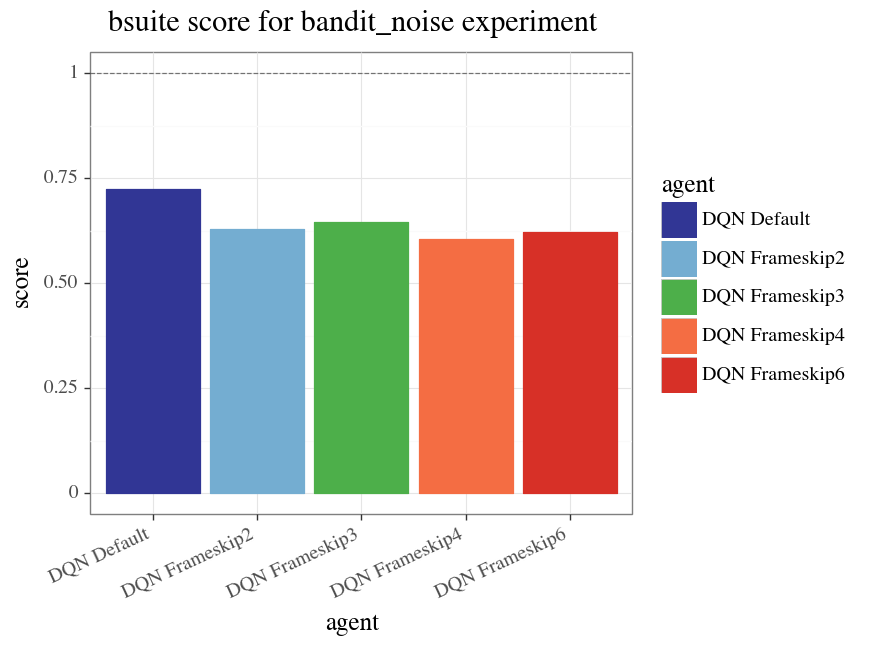 bsuite score for bandit_noise experiment
score
1
0.75
0.50
0.25
0
DQN Default
DQN Frameskip2
DQN Frameskip3
DQN Frameskip4
DQN Frameskip6
agent
agent
DQN Default
DQN Frameskip2
DQN Frameskip3
DQN Frameskip4
DQN Frameskip6